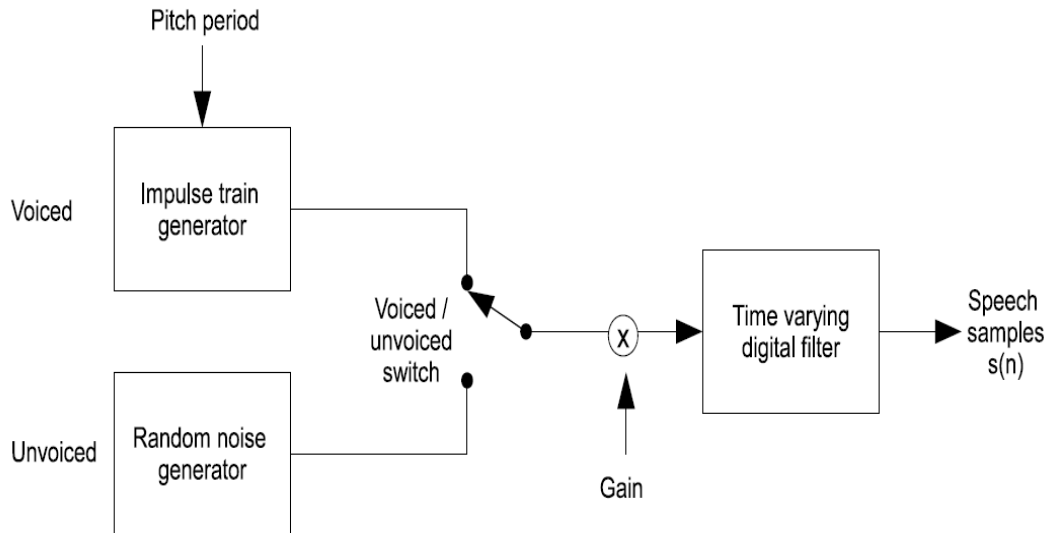 Pitch period
Impulse train
generator
Voiced
Voiced /
unvoiced
switch
X
Time varying
digital filter
Speech
samples
s(n)
Unvoiced
Random noise
generator
Gain